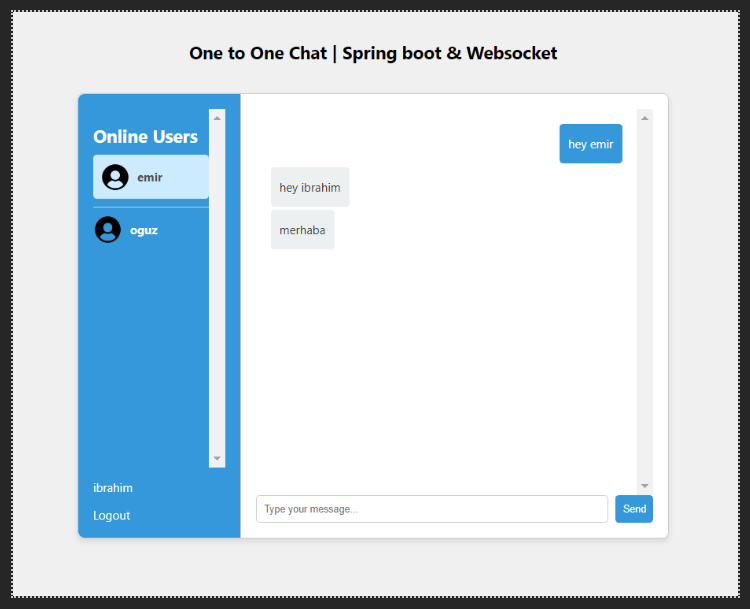 One to One Chat | Spring boot & Websocket
Online Users
emir
oguz
ibrahim
Logout
hey emir
hey ibrahim
merhaba
Type your message...
Send